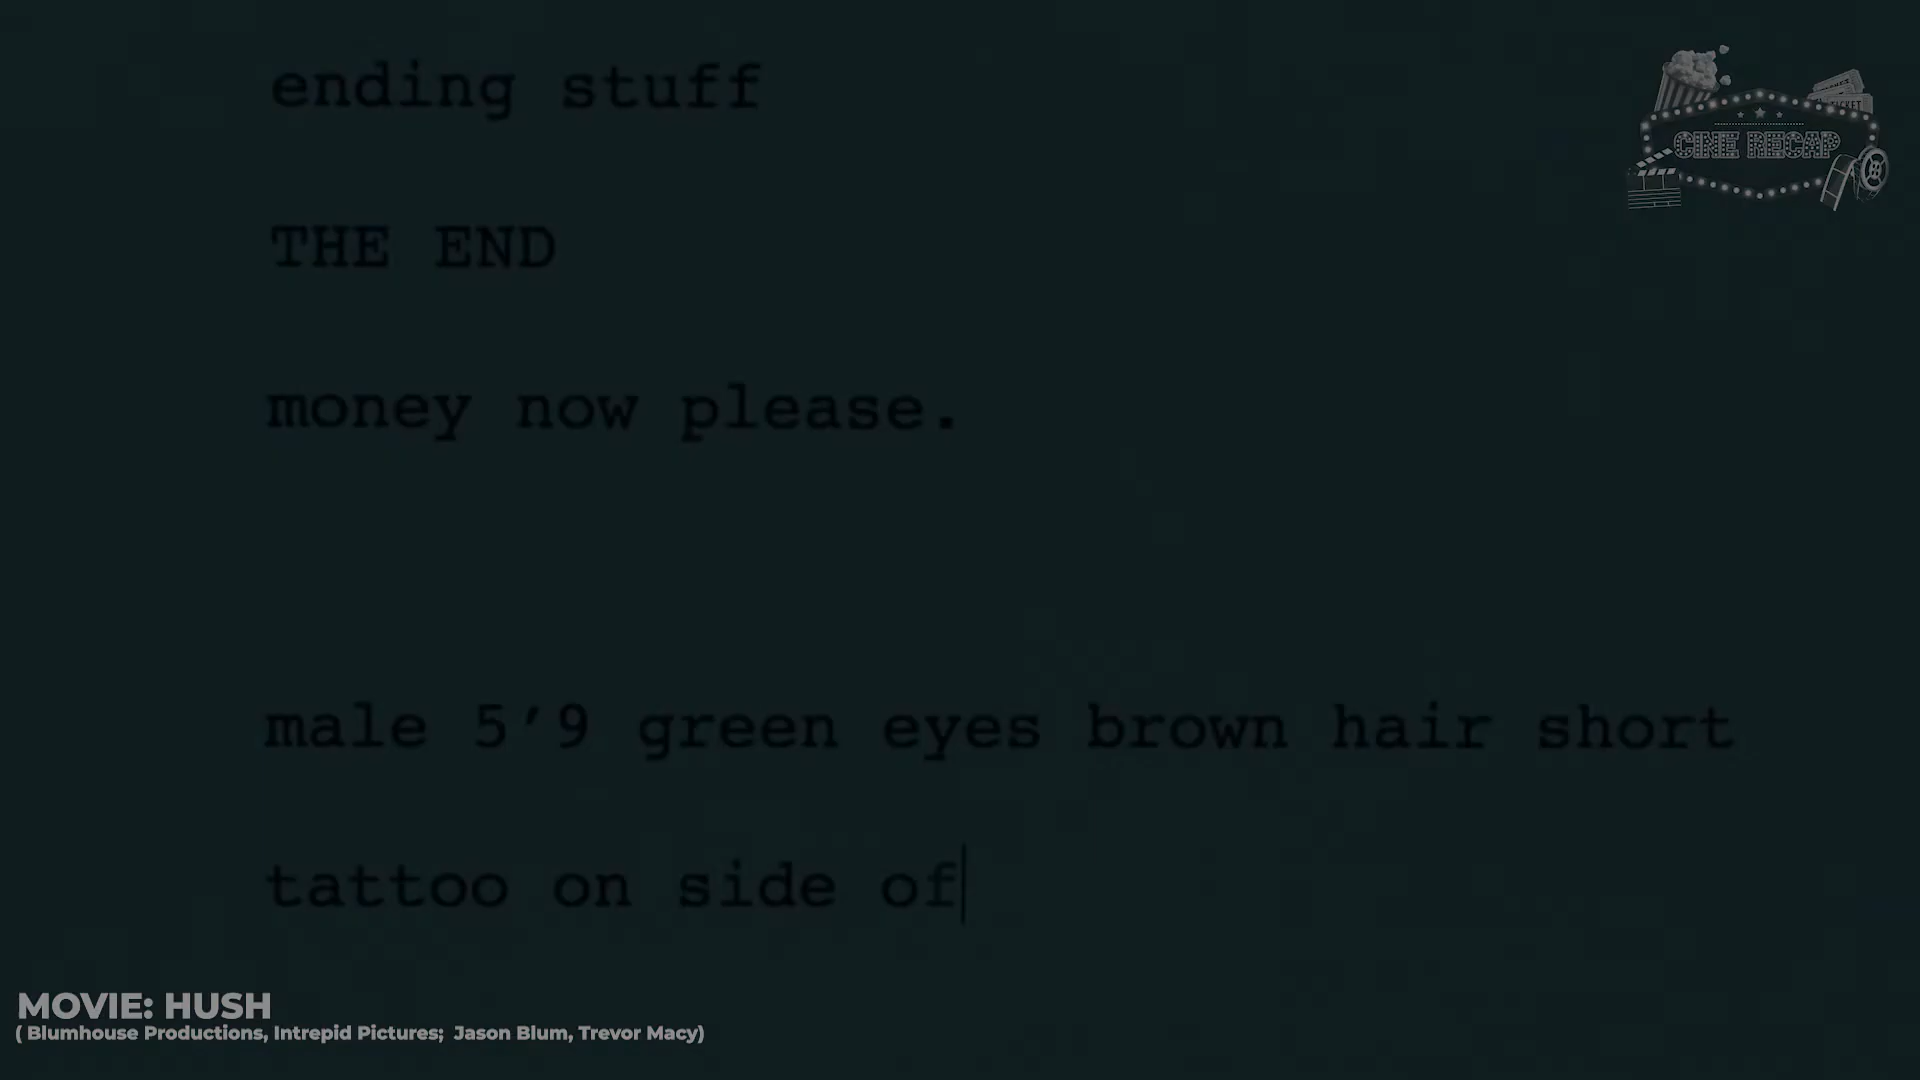 ending stuff
TICKET
CINE RECAP
THE END
money now please.
male 5'9 green eyes brown hair short
tattoo on side of
MOVIE: HUSH
( Blumhouse Productions, Intrepid Pictures; Jason Blum, Trevor Macy)